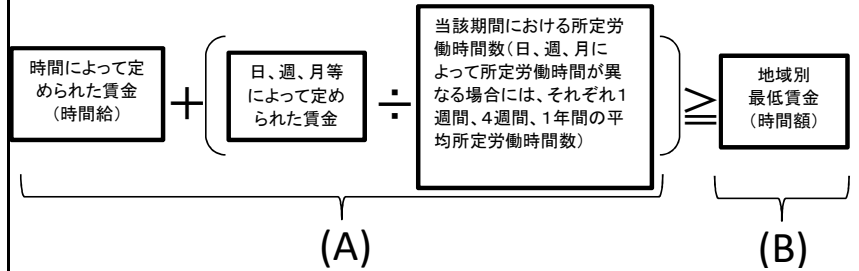 時間によって定
められた賃金
(時間給)
+
(
日、週、月等
によって定め
られた賃金
÷
当該期間における所定労
働時間数(日、週、月に
よって所定労働時間が異
なる場合には、それぞれ1
週間、4週間、1年間の平
均所定労働時間数)
)
≧
地域別
最低賃金
(時間額)
(A)
(B)